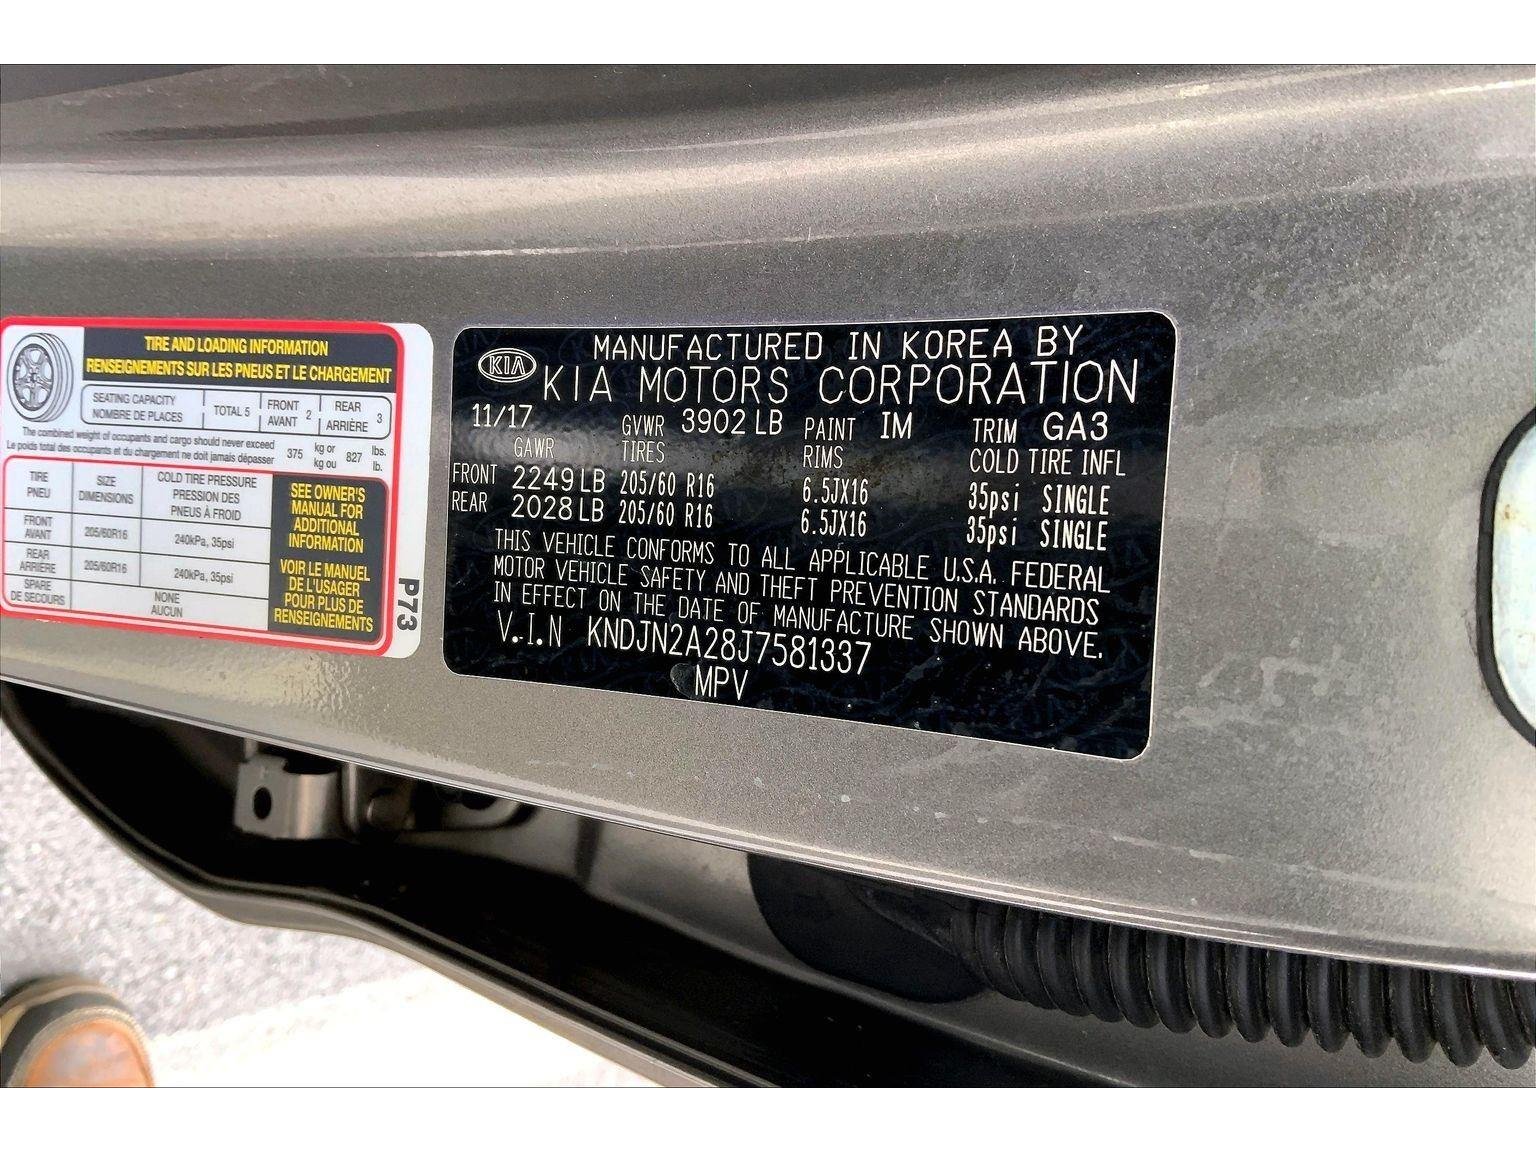 TIRE AND LOADING INFORMATION
RENSEIGNEMENTS SUR LES PNEUS ET LE CHARGEMENT
SEATING CAPACITY
NOMBRE DE PLACES
TOTAL 5
FRONT
AVANT
2
REAR
ARRIÈRE
3
The combined weight of occupants and cargo should never exceed
Le poids total des occupants et du chargement ne doit jamais dépasser
375
kg or
kg ou
827
lbs.
lb.
TIRE
PNEU
SIZE
DIMENSIONS
COLD TIRE PRESSURE
PRESSION DES
PNEUS À FROID
FRONT
AVANT
205/60R16
240kPa, 35psi
REAR
ARRIÈRE
205/60R16
240kPa, 35psi
SPARE
DE SECOURS
NONE
AUCUN
SEE OWNER'S
MANUAL FOR
ADDITIONAL
INFORMATION
VOIR LE MANUEL
DE L'USAGER
POUR PLUS DE
RENSEIGNEMENTS
P73
KIA
MANUFACTURED IN KOREA BY
KIA MOTORS CORPORATION
11/17 GVWR 3902 LB PAINT IM TRIM GA3
GAWR TIRES RIMS COLD TIRE INFL
FRONT 2249 LB 205/60 R16 6.5JX16 35psi SINGLE
REAR 2028 LB 205/60 R16 6.5JX16 35psi SINGLE
THIS VEHICLE CONFORMS TO ALL APPLICABLE U.S.A. FEDERAL
MOTOR VEHICLE SAFETY AND THEFT PREVENTION STANDARDS
IN EFFECT ON THE DATE OF MANUFACTURE SHOWN ABOVE.
V.I.N KNDJN2A28J7581337
MPV